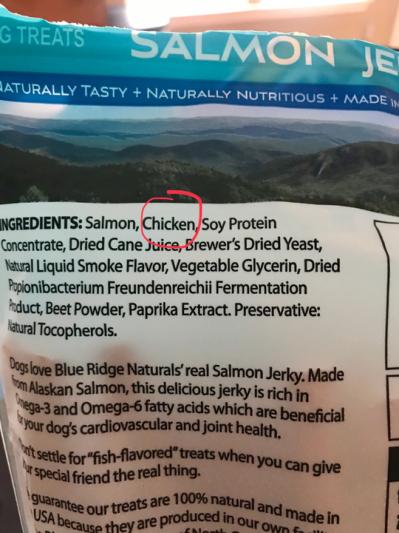 G TREATS
SALMON JE
NATURALLY TASTY + NATURALLY NUTRITIOUS + MADE IN
INGREDIENTS: Salmon, Chicken, Soy Protein
Concentrate, Dried Cane Juice, Brewer's Dried Yeast,
Natural Liquid Smoke Flavor, Vegetable Glycerin, Dried
Propionibacterium Freundenreichii Fermentation
Product, Beet Powder, Paprika Extract. Preservative:
Natural Tocopherols.
Dogs love Blue Ridge Naturals' real Salmon Jerky. Made
from Alaskan Salmon, this delicious jerky is rich in
Omega-3 and Omega-6 fatty acids which are beneficial
for your dog's cardiovascular and joint health.
Don't settle for "fish-flavored" treats when you can give
your special friend the real thing.
guarantee our treats are 100% natural and made in
USA because they are produced in our own